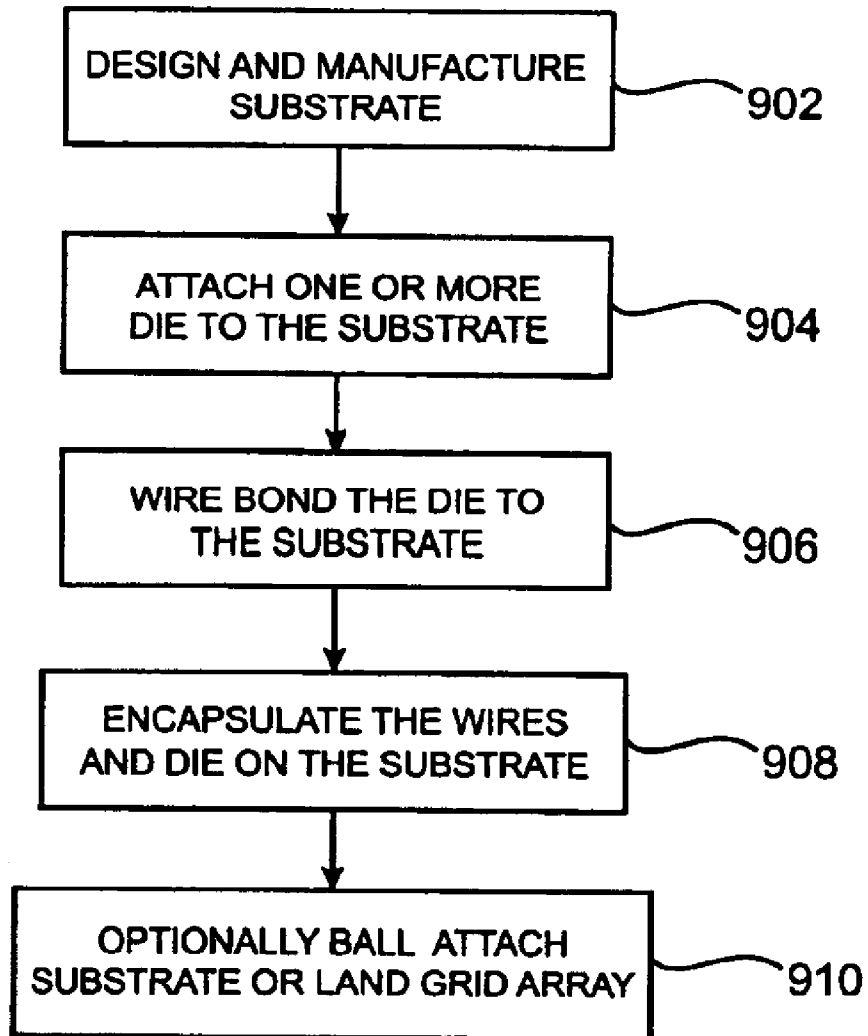 DESIGN AND MANUFACTURE
SUBSTRATE
902
ATTACH ONE OR MORE
DIE TO THE SUBSTRATE
904
WIRE BOND THE DIE TO
THE SUBSTRATE
906
ENCAPSULATE THE WIRES
AND DIE ON THE SUBSTRATE
908
OPTIONALLY BALL ATTACH
SUBSTRATE OR LAND GRID ARRAY
910